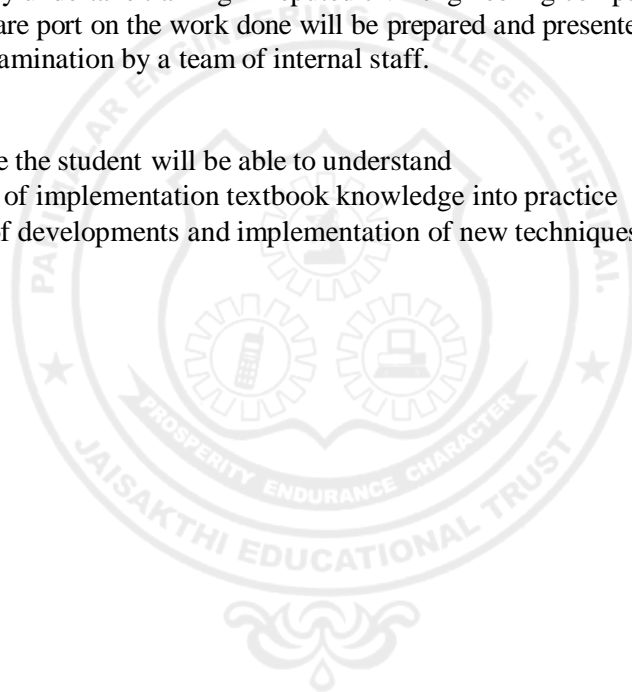 are port on the work done will be prepared and presente
amination by a team of internal staff.
e the student will be able to understand
of implementation textbook knowledge into practice
f developments and implementation of new techniques
COLLEGE - CHENNAI.
PROSPERITY ENDURANCE CHARACTER
JAISAKTHI EDUCATIONAL TRUST